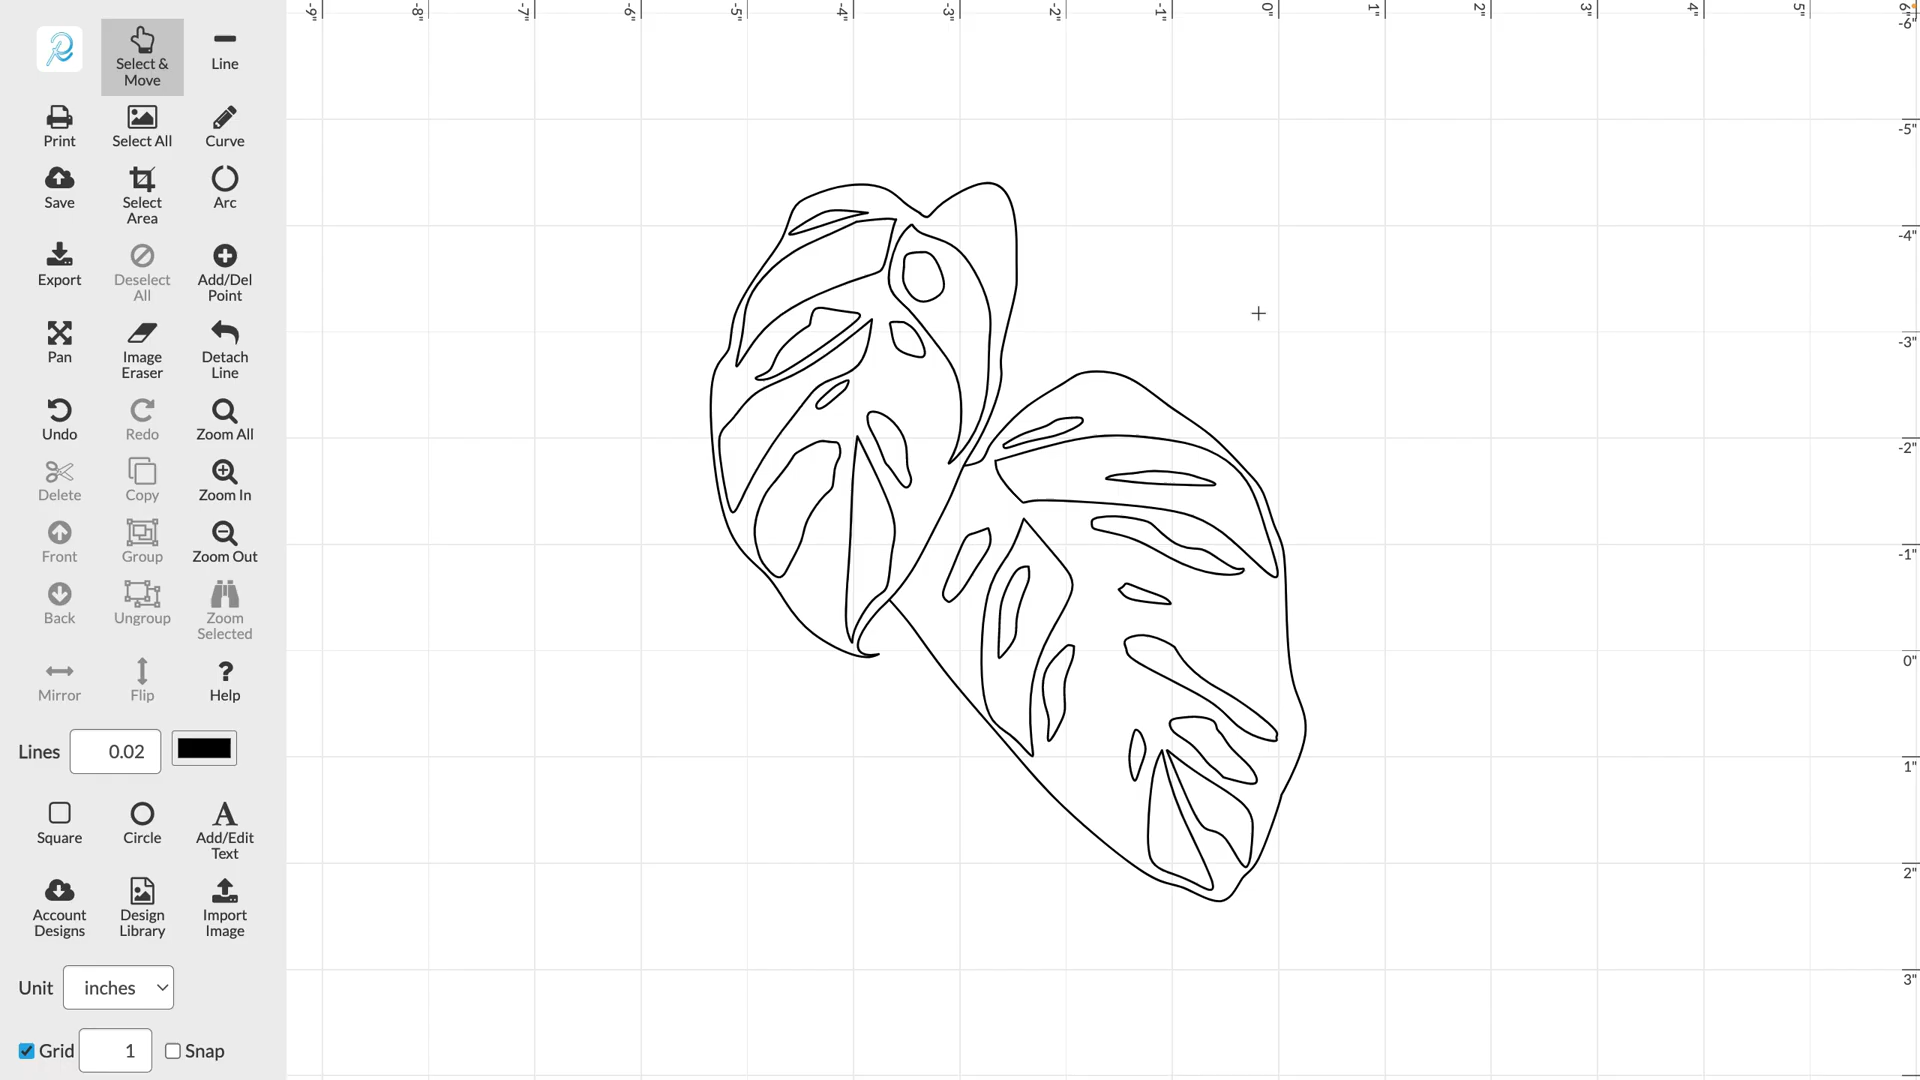 -9" -8" -7" -6" -5" -4" -3" -2" -1" 0" 1" 2" 3" 4" 5" 6"
-6"
-5"
-4"
-3"
-2"
-1"
0"
1"
2"
3"
Select &
Move
Line
Print
Select All
Curve
Save
Select
Area
Arc
Export
Deselect
All
Add/Del
Point
Pan
Image
Eraser
Detach
Line
Undo
Redo
Zoom All
Delete
Copy
Zoom In
Front
Group
Zoom Out
Back
Ungroup
Zoom
Selected
Mirror
Flip
Help
Lines 0.02
Square
Circle
Add/Edit
Text
Account
Designs
Design
Library
Import
Image
Unit inches
Grid 1 Snap